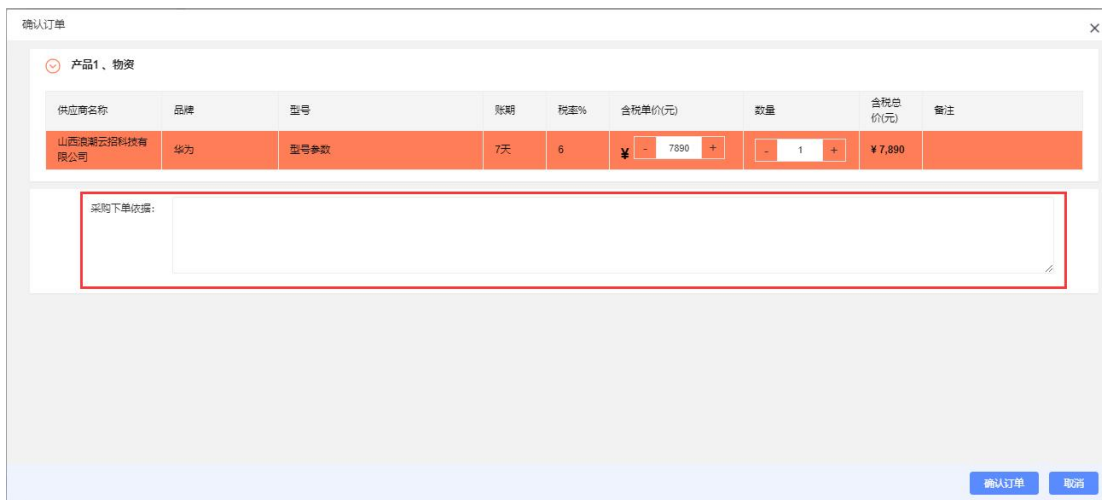 确认订单
产品1、物资
供应商名称 品牌 型号 账期 税率% 含税单价(元) 数量 含税总
价(元) 备注
山西浪潮云招科技有
限公司 华为 型号参数 7天 6 ¥ - 7890 + - 1 + ¥ 7,890
采购下单依据:
确认订单 取消